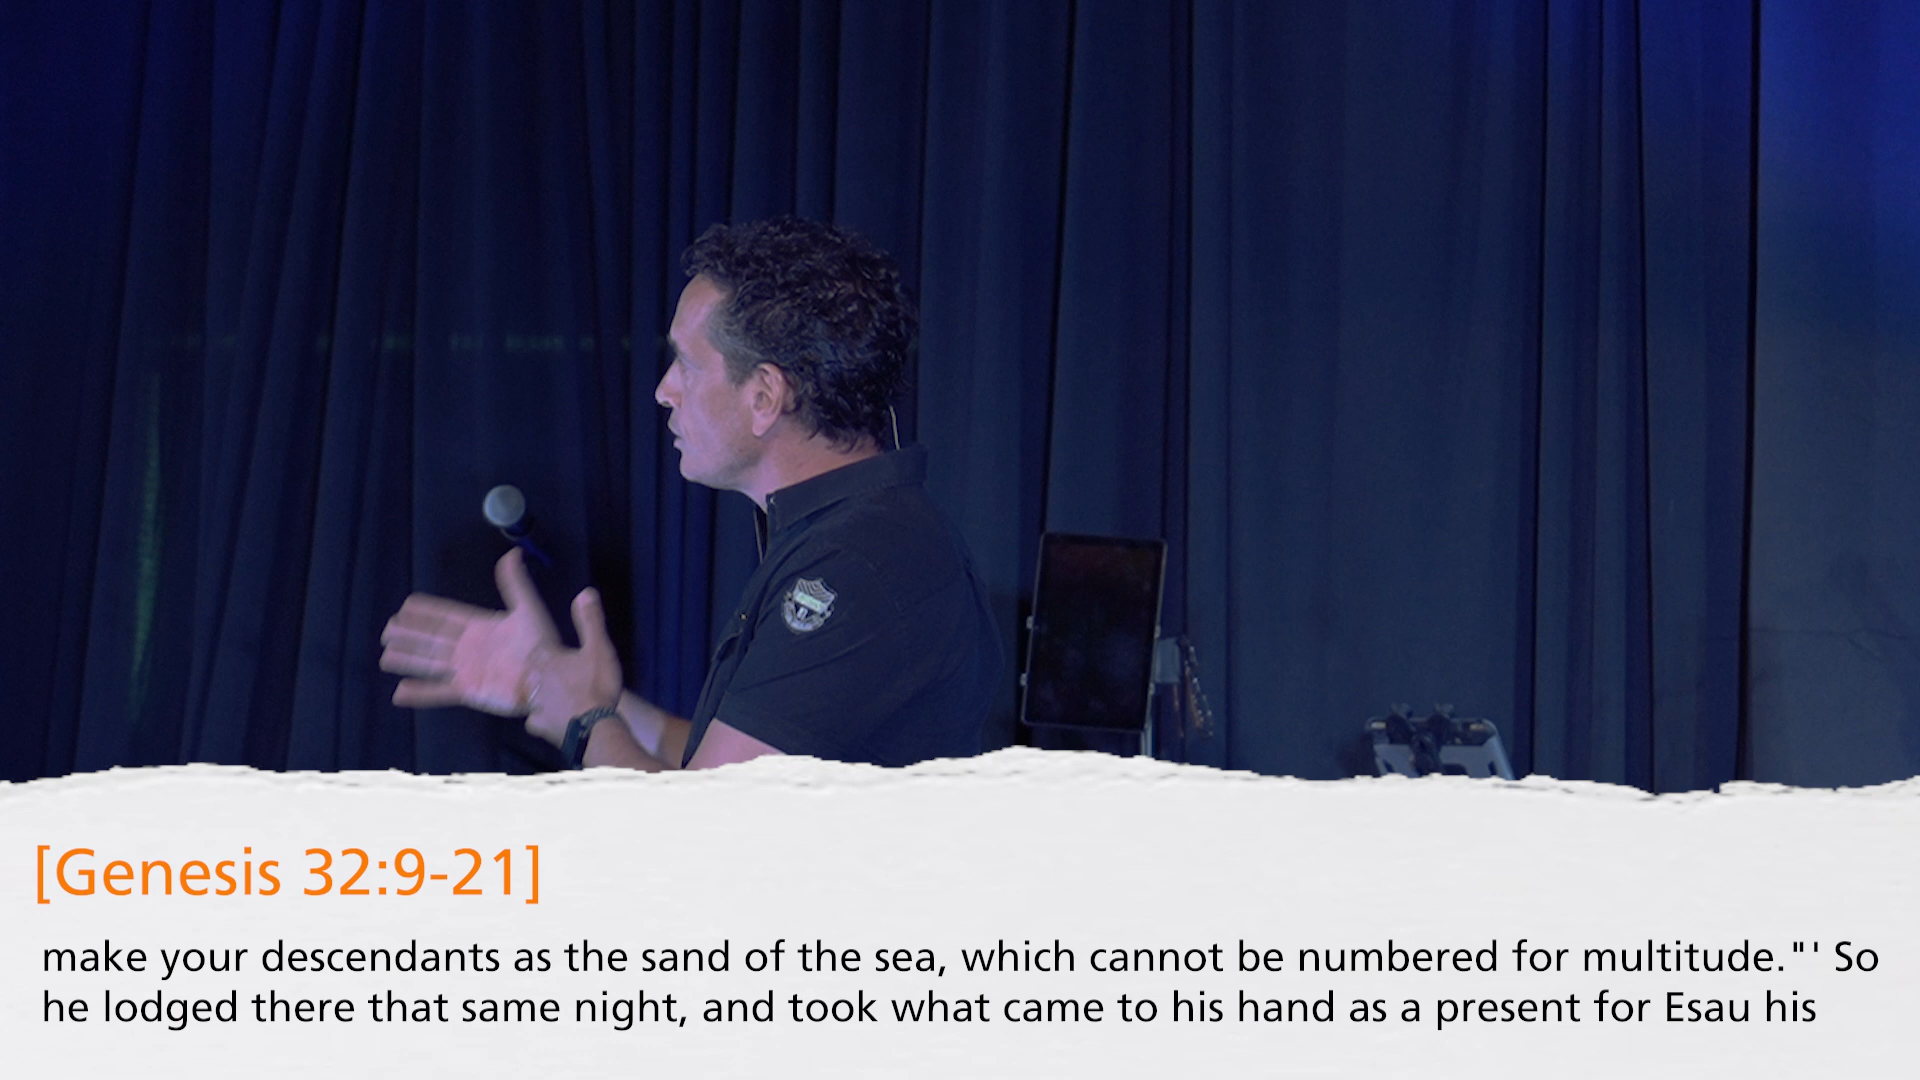 [Genesis 32:9-21]
make your descendants as the sand of the sea, which cannot be numbered for multitude."' So
he lodged there that same night, and took what came to his hand as a present for Esau his